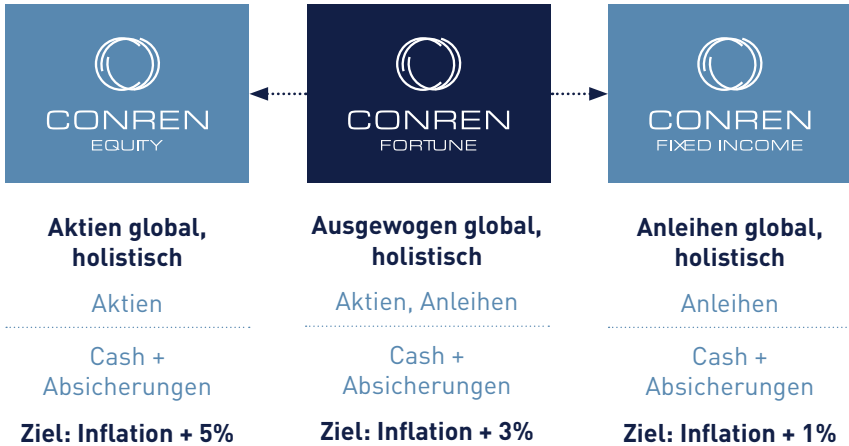 CONREN
EQUITY
Aktien global,
holistisch
Aktien
Cash +
Absicherungen
Ziel: Inflation + 5%
CONREN
FORTUNE
Ausgewogen global,
holistisch
Aktien, Anleihen
Cash +
Absicherungen
Ziel: Inflation + 3%
CONREN
FIXED INCOME
Anleihen global,
holistisch
Anleihen
Cash +
Absicherungen
Ziel: Inflation + 1%